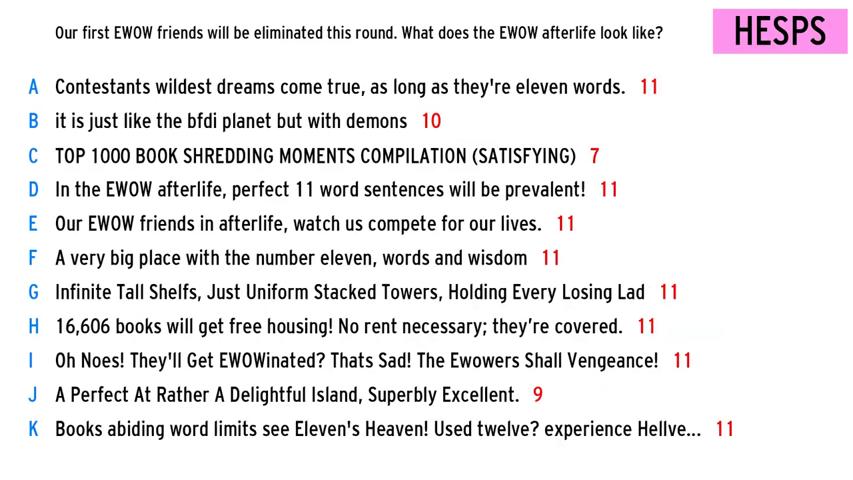 Our first EWOW friends will be eliminated this round. What does the EWOW afterlife look like?
HESPS
A Contestants wildest dreams come true, as long as they're eleven words. 11
B it is just like the bfdi planet but with demons 10
C TOP 1000 BOOK SHREDDING MOMENTS COMPILATION (SATISFYING) 7
D In the EWOW afterlife, perfect 11 word sentences will be prevalent! 11
E Our EWOW friends in afterlife, watch us compete for our lives. 11
F A very big place with the number eleven, words and wisdom 11
G Infinite Tall Shelfs, Just Uniform Stacked Towers, Holding Every Losing Lad 11
H 16,606 books will get free housing! No rent necessary; they’re covered. 11
I Oh Noes! They'll Get EWOWinated? Thats Sad! The Ewowers Shall Vengeance! 11
J A Perfect At Rather A Delightful Island, Superbly Excellent. 9
K Books abiding word limits see Eleven's Heaven! Used twelve? experience Hellve... 11